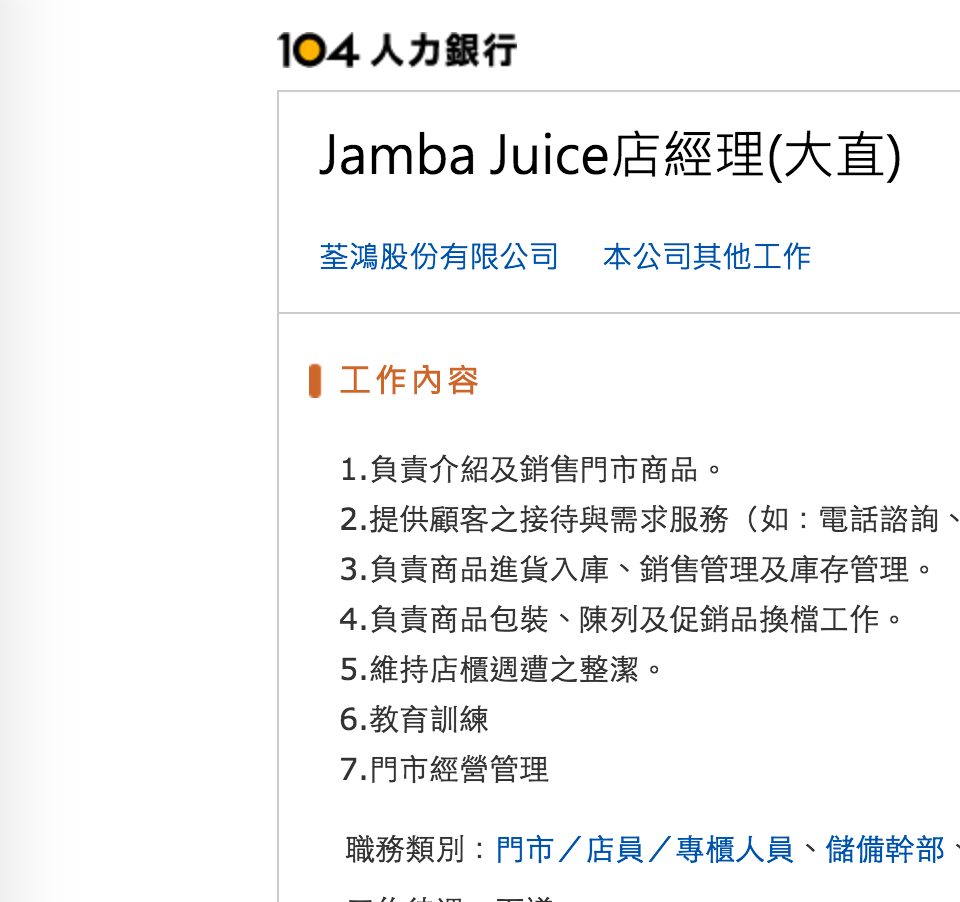 104 人力銀行
Jamba Juice店經理(大直)
荃鴻股份有限公司 本公司其他工作
工作內容
1.負責介紹及銷售門市商品。
2.提供顧客之接待與需求服務（如：電話諮詢、
3.負責商品進貨入庫、銷售管理及庫存管理。
4.負責商品包裝、陳列及促銷品換檔工作。
5.維持店櫃週遭之整潔。
6.教育訓練
7.門市經營管理
職務類別：門市／店員／專櫃人員、儲備幹部、